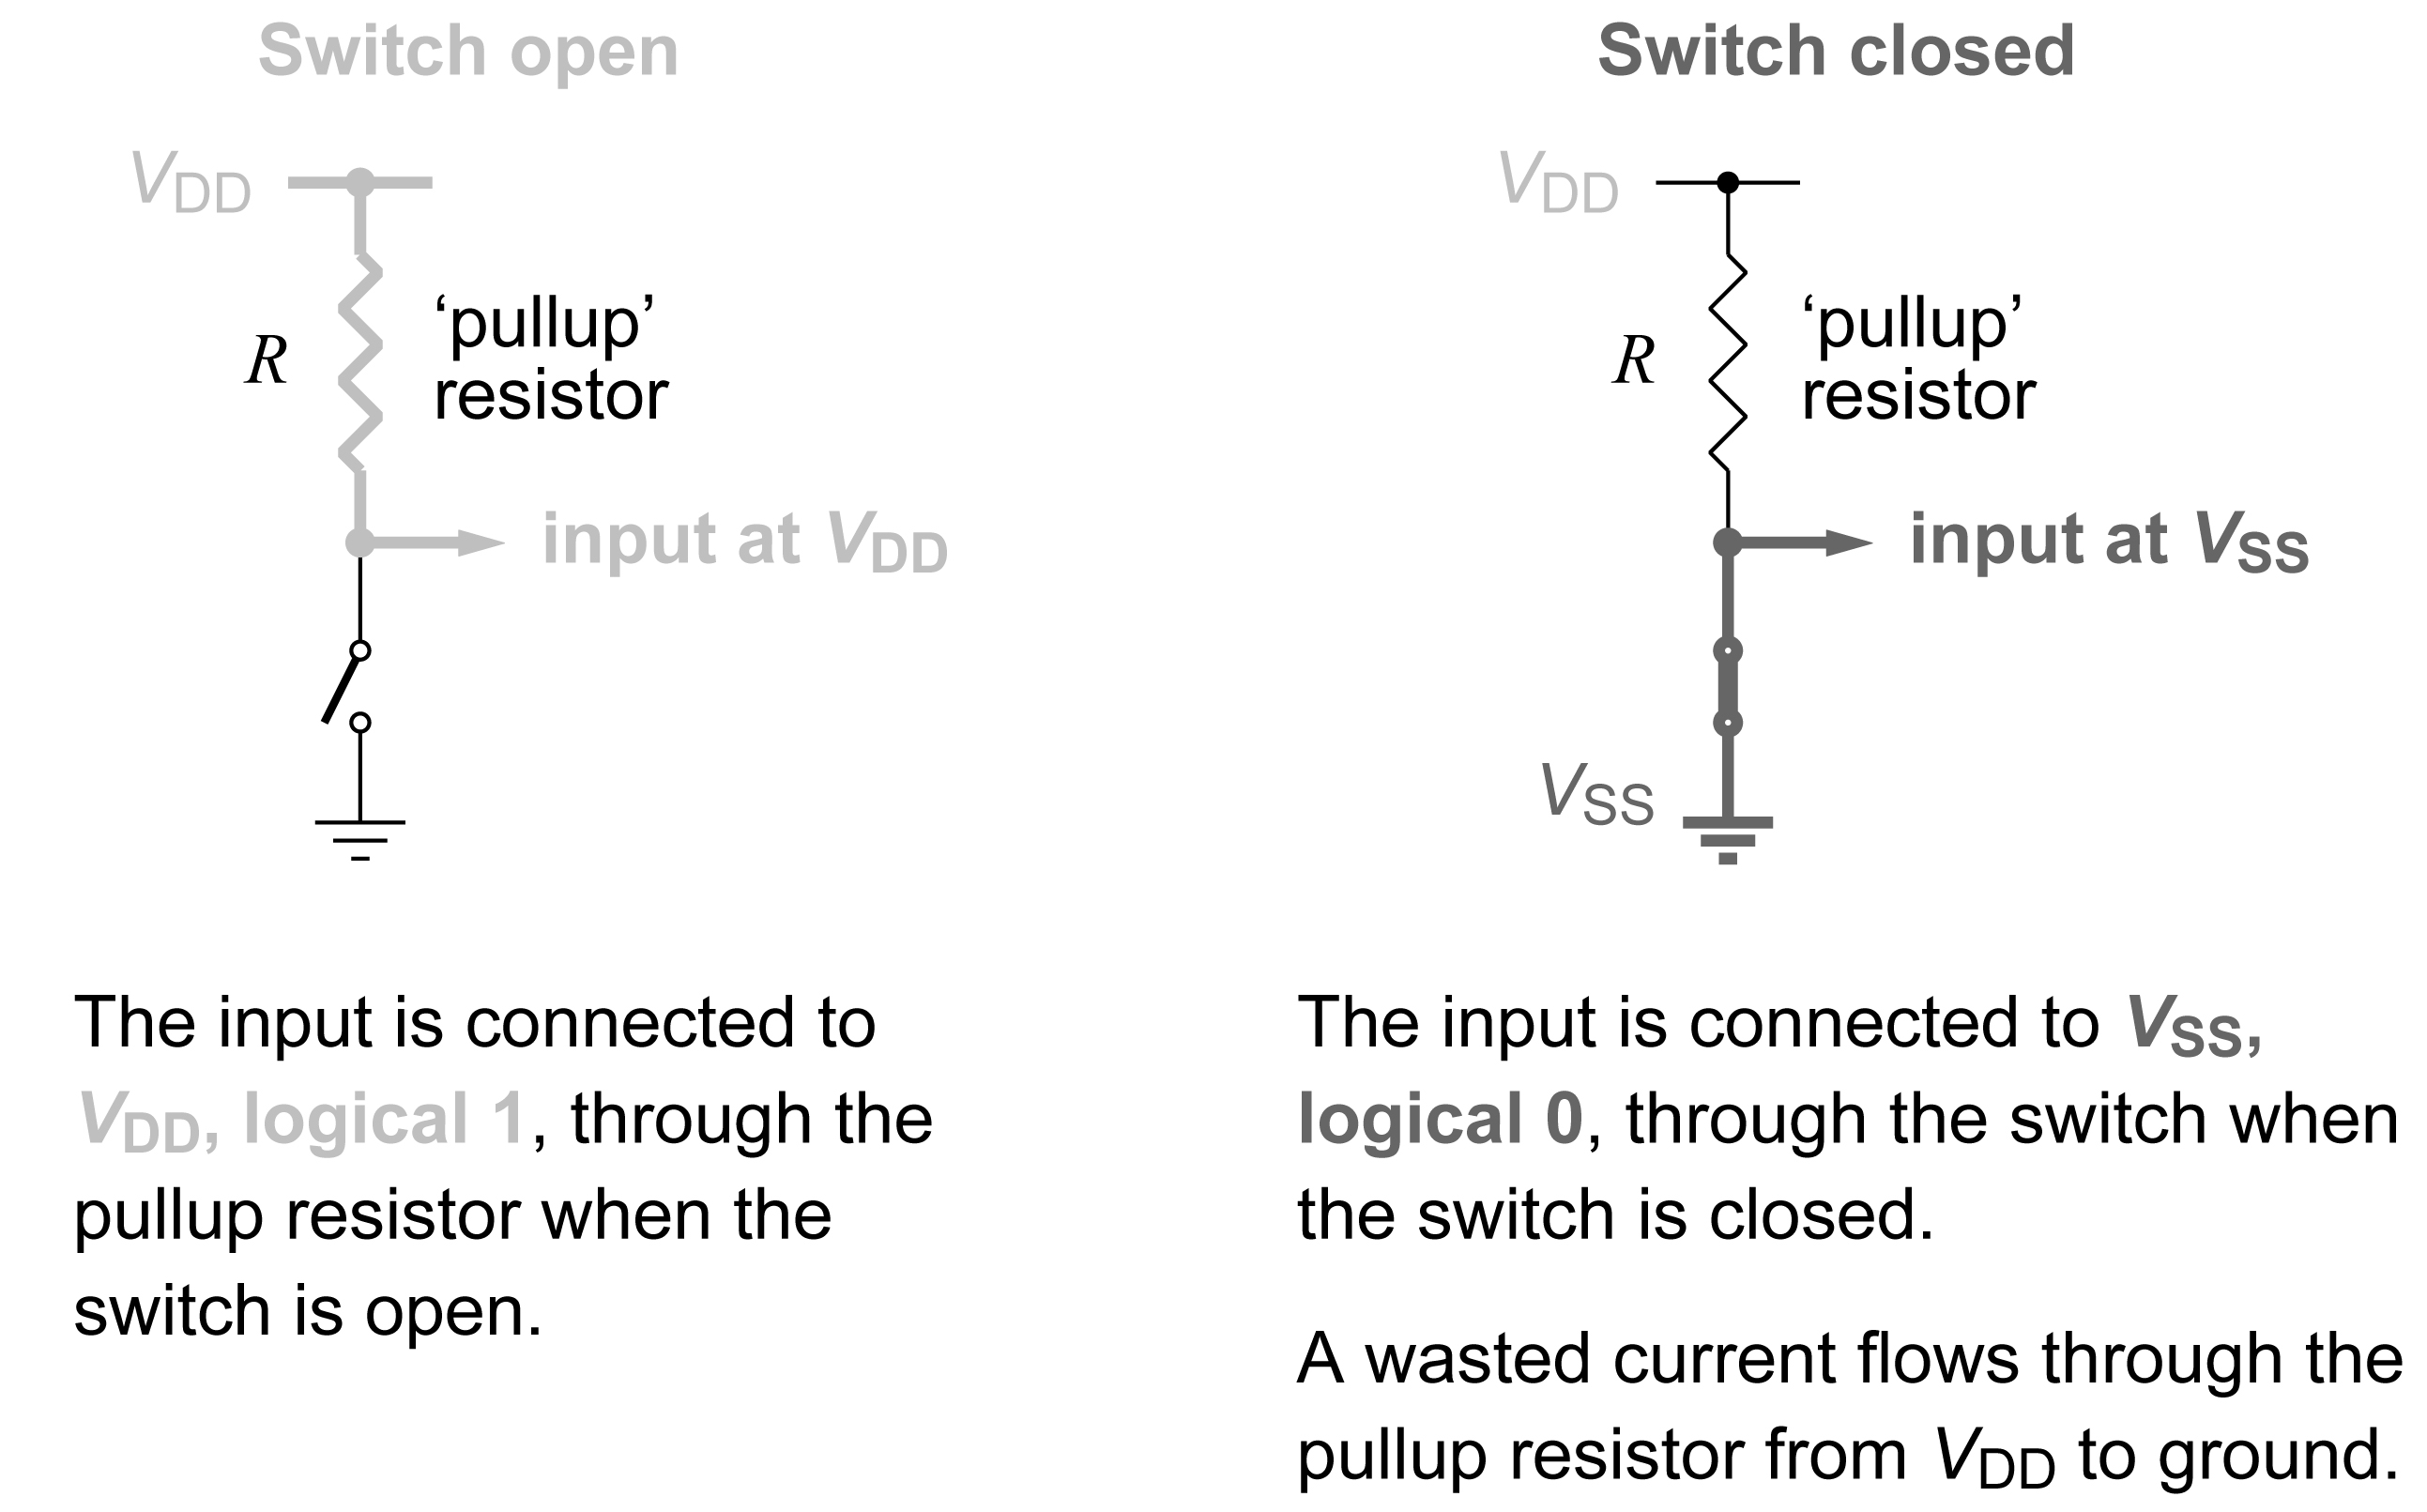 Switch open
VDD
R
‘pullup’
resistor
input at VDD
The input is connected to
VDD, logical 1, through the
pullup resistor when the
switch is open.
Switch closed
VDD
R
‘pullup’
resistor
input at VSS
VSS
The input is connected to VSS,
logical 0, through the switch when
the switch is closed.
A wasted current flows through the
pullup resistor from VDD to ground.